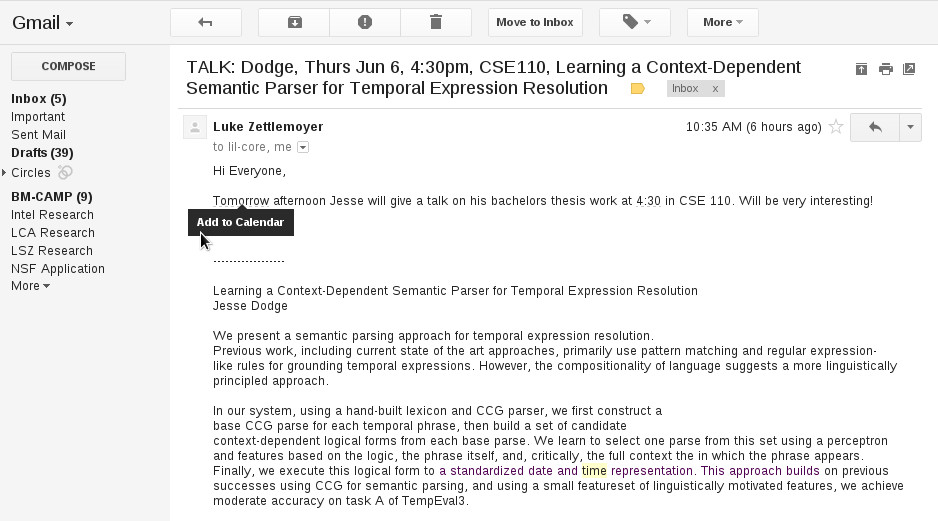 Gmail
Move to Inbox
More
COMPOSE
Inbox (5)
Important
Sent Mail
Drafts (39)
Circles
BM-CAMP (9)
Intel Research
LCA Research
LSZ Research
NSF Application
More
TALK: Dodge, Thurs Jun 6, 4:30pm, CSE110, Learning a Context-Dependent
Semantic Parser for Temporal Expression Resolution
Inbox x
Luke Zettlemoyer
10:35 AM (6 hours ago)
to lil-core, me
Hi Everyone,
Tomorrow afternoon Jesse will give a talk on his bachelors thesis work at 4:30 in CSE 110. Will be very interesting!
Add to Calendar
------------------
Learning a Context-Dependent Semantic Parser for Temporal Expression Resolution
Jesse Dodge
We present a semantic parsing approach for temporal expression resolution.
Previous work, including current state of the art approaches, primarily use pattern matching and regular expression-
like rules for grounding temporal expressions. However, the compositionality of language suggests a more linguistically
principled approach.
In our system, using a hand-built lexicon and CCG parser, we first construct a
base CCG parse for each temporal phrase, then build a set of candidate
context-dependent logical forms from each base parse. We learn to select one parse from this set using a perceptron
and features based on the logic, the phrase itself, and, critically, the full context the in which the phrase appears.
Finally, we execute this logical form to a standardized date and time representation. This approach builds on previous
successes using CCG for semantic parsing, and using a small featureset of linguistically motivated features, we achieve
moderate accuracy on task A of TempEval3.